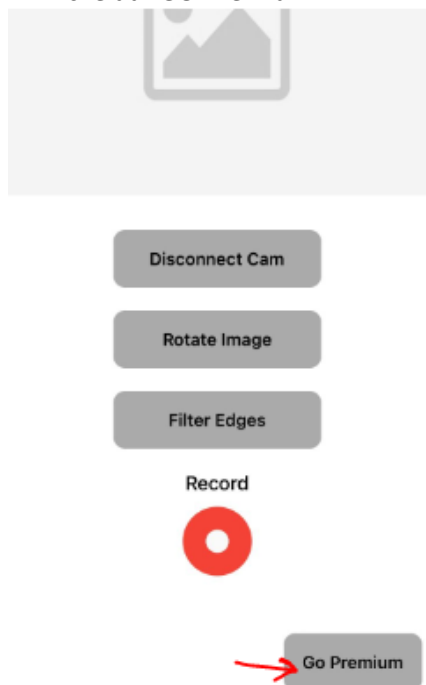 Disconnect Cam
Rotate Image
Filter Edges
Record
Go Premium